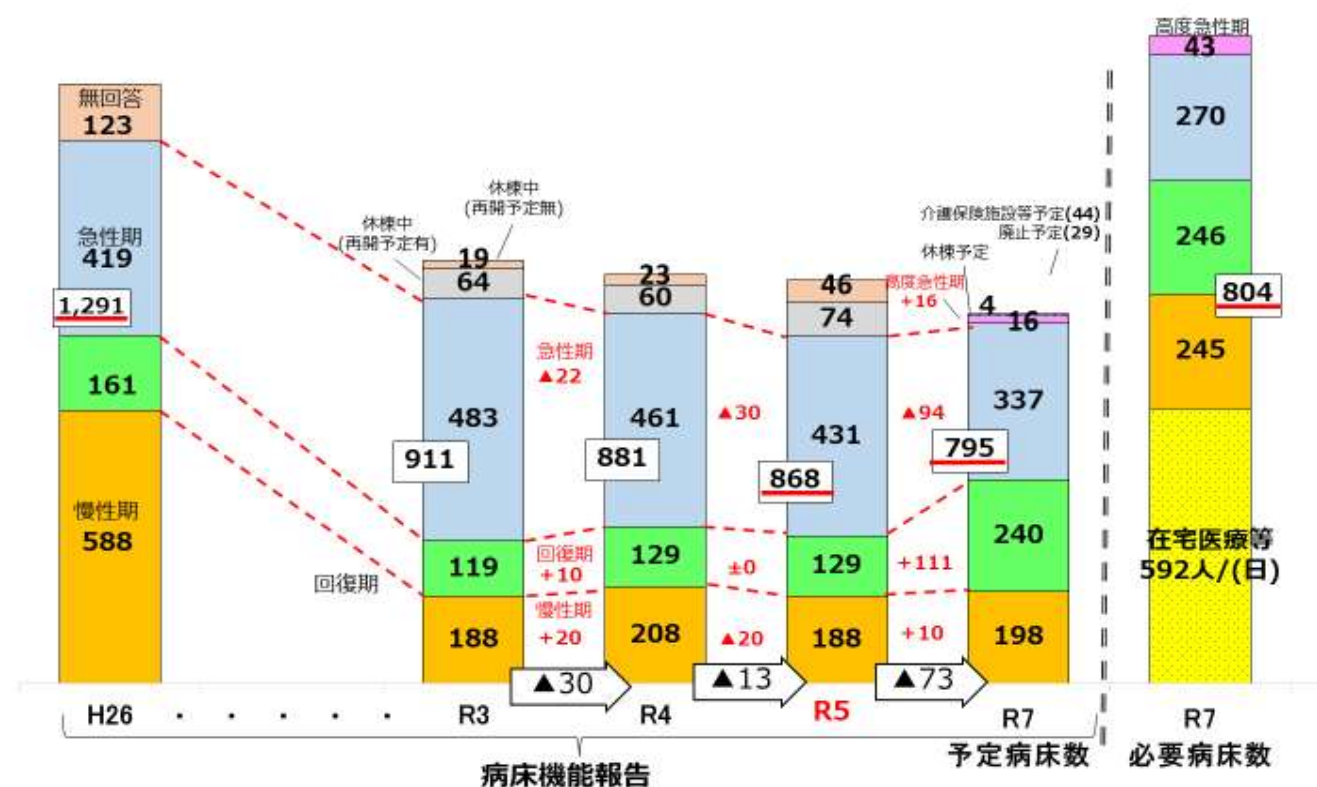 無回答
123
急性期
419
1,291
161
慢性期
588
回復期
休棟中
(再開予定有)
休棟中
(再開予定無)
19
64
483
911
119
188
急性期
▲22
回復期
+10
慢性期
+20
▲30
23
60
461
881
129
208
▲30
±0
▲20
▲13
46
74
431
868
129
188
高度急性期
+16
▲94
+111
+10
▲73
介護保険施設等予定(44)
廃止予定(29)
休棟予定
4
16
337
795
240
198
高度急性期
43
270
246
804
245
在宅医療等
592人/(日)
H26 ・ ・ ・ ・ ・ R3 R4 R5 R7 R7
予定病床数 必要病床数
病床機能報告